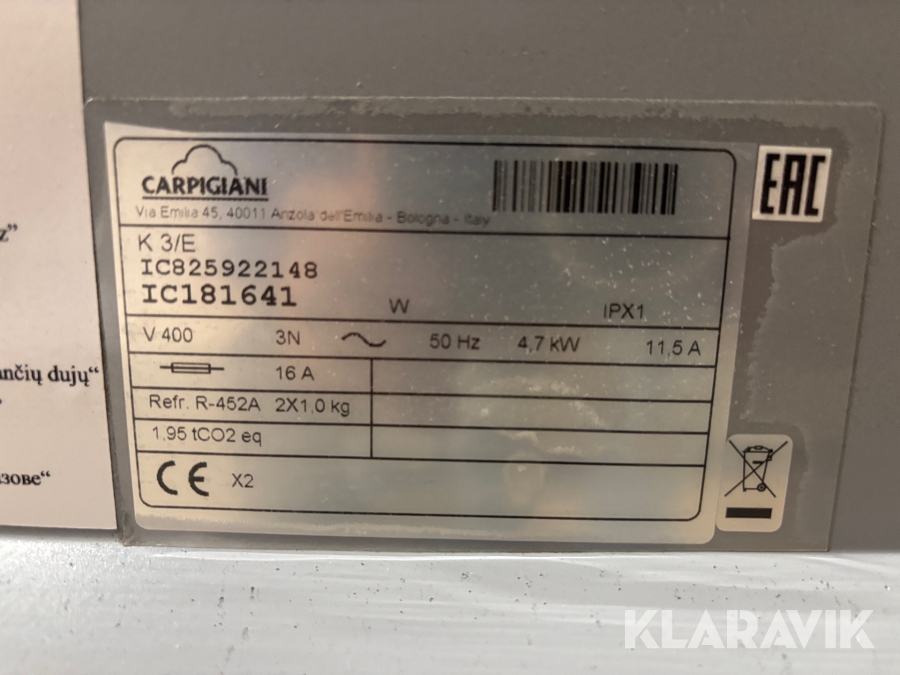 CARPIGIANI
Via Emilia 45, 40011 Anzola dell'Emilia - Bologna - Italy
EAC
K 3/E
IC825922148
IC181641
W
IPX1
V 400 3N 50 Hz 4,7 kW 11,5 A
16 A
Refr. R-452A 2X1,0 kg
1,95 tCO2 eq
CE X2
z”
nčių dujų“
зове“
KLARAVIK